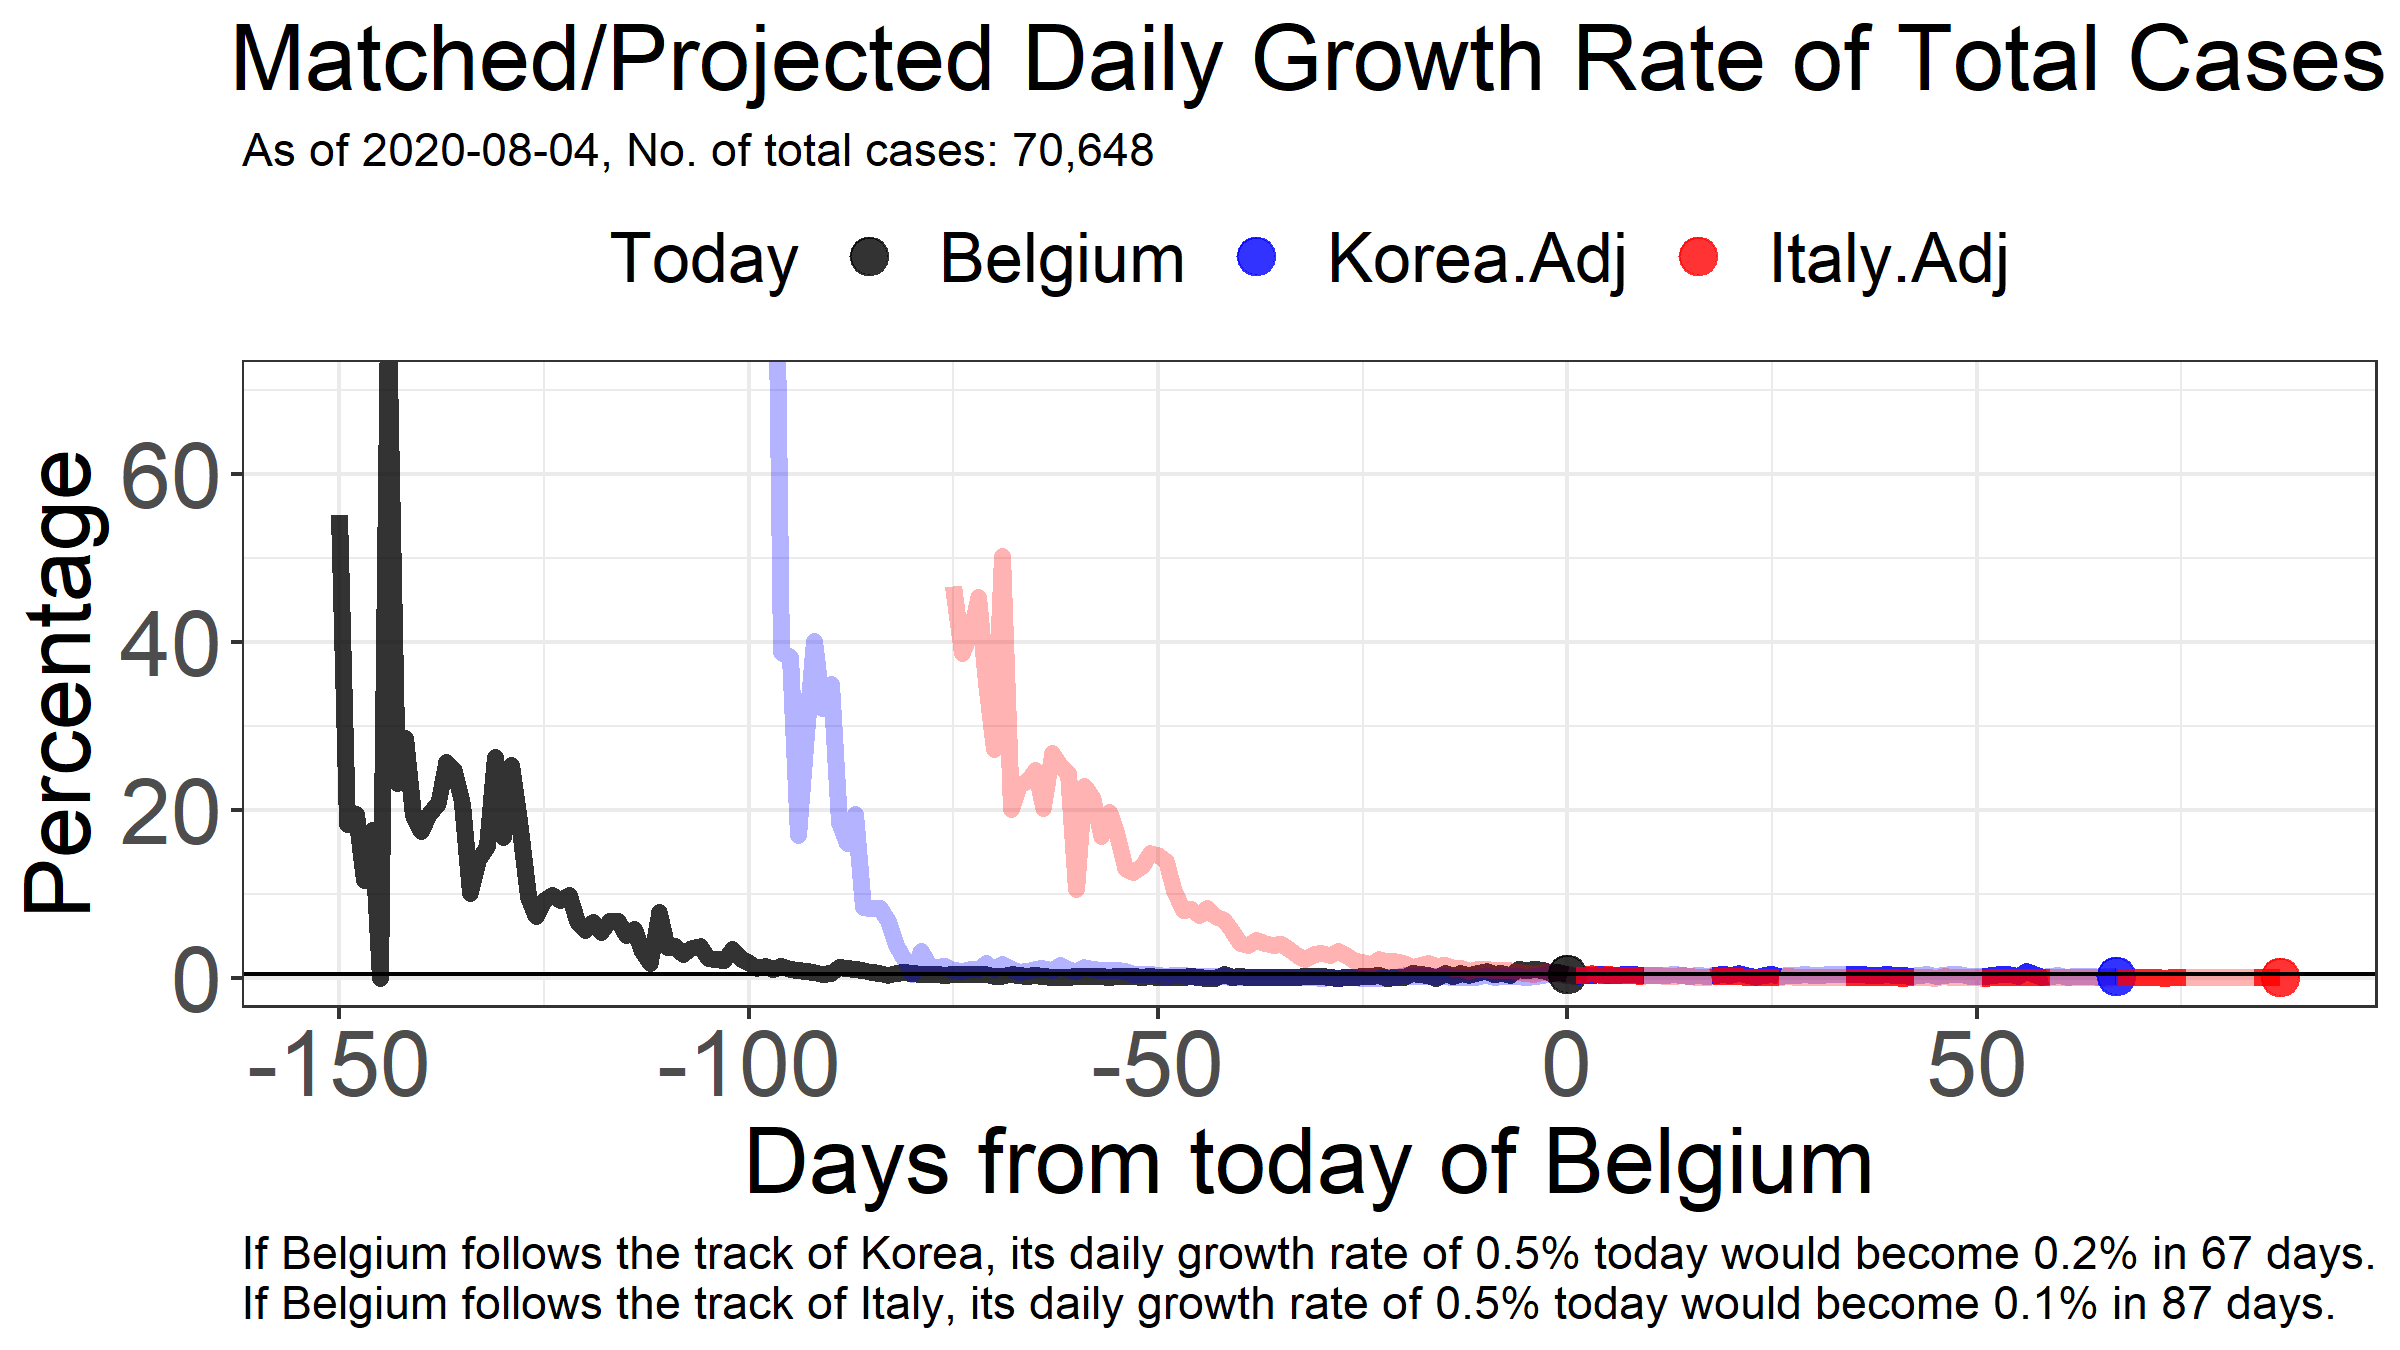 Matched/Projected Daily Growth Rate of Total Cases
As of 2020-08-04, No. of total cases: 70,648
Today Belgium Korea.Adj Italy.Adj
Percentage
60
40
20
0
-150 -100 -50 0 50
Days from today of Belgium
If Belgium follows the track of Korea, its daily growth rate of 0.5% today would become 0.2% in 67 days.
If Belgium follows the track of Italy, its daily growth rate of 0.5% today would become 0.1% in 87 days.